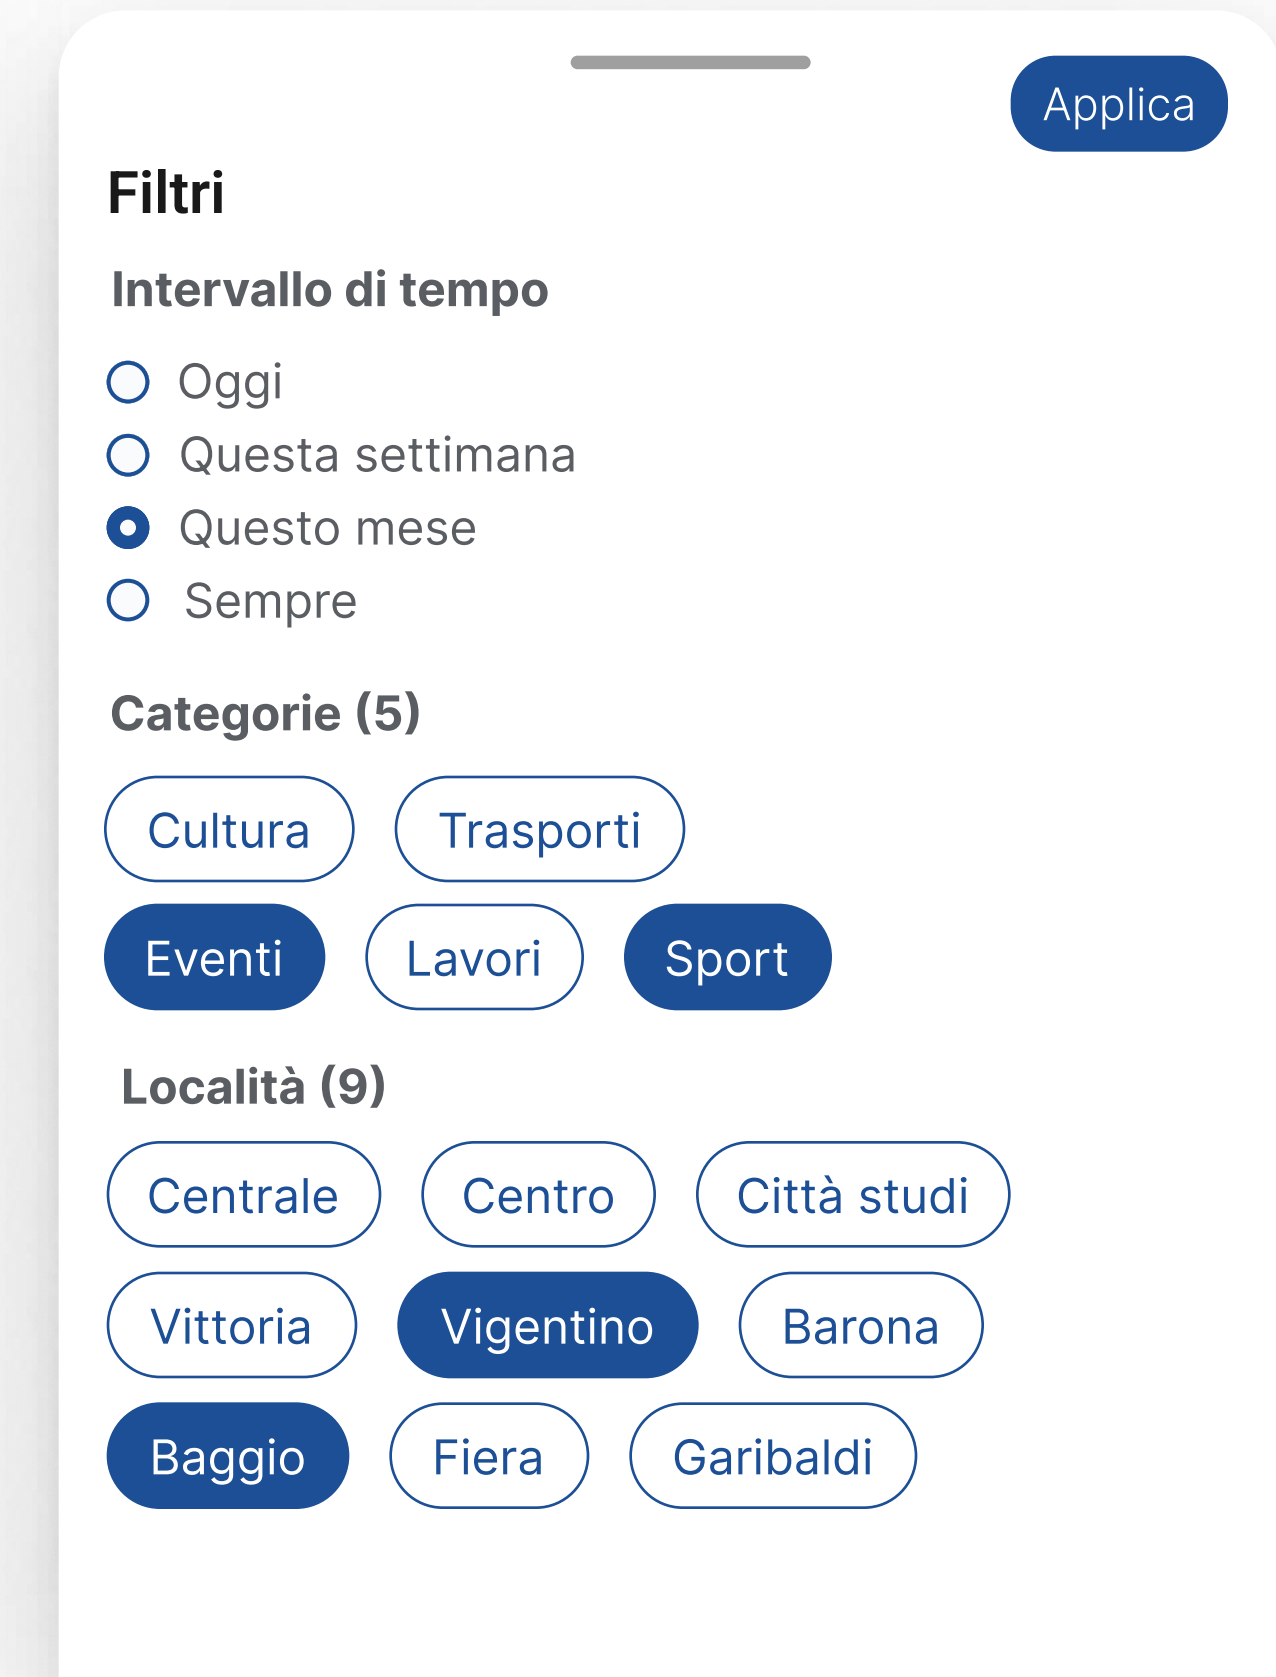 Applica
Filtri
Intervallo di tempo
Oggi
Questa settimana
Questo mese
Sempre
Categorie (5)
Cultura Trasporti
Eventi Lavori Sport
Località (9)
Centrale Centro Città studi
Vittoria Vigentino Barona
Baggio Fiera Garibaldi